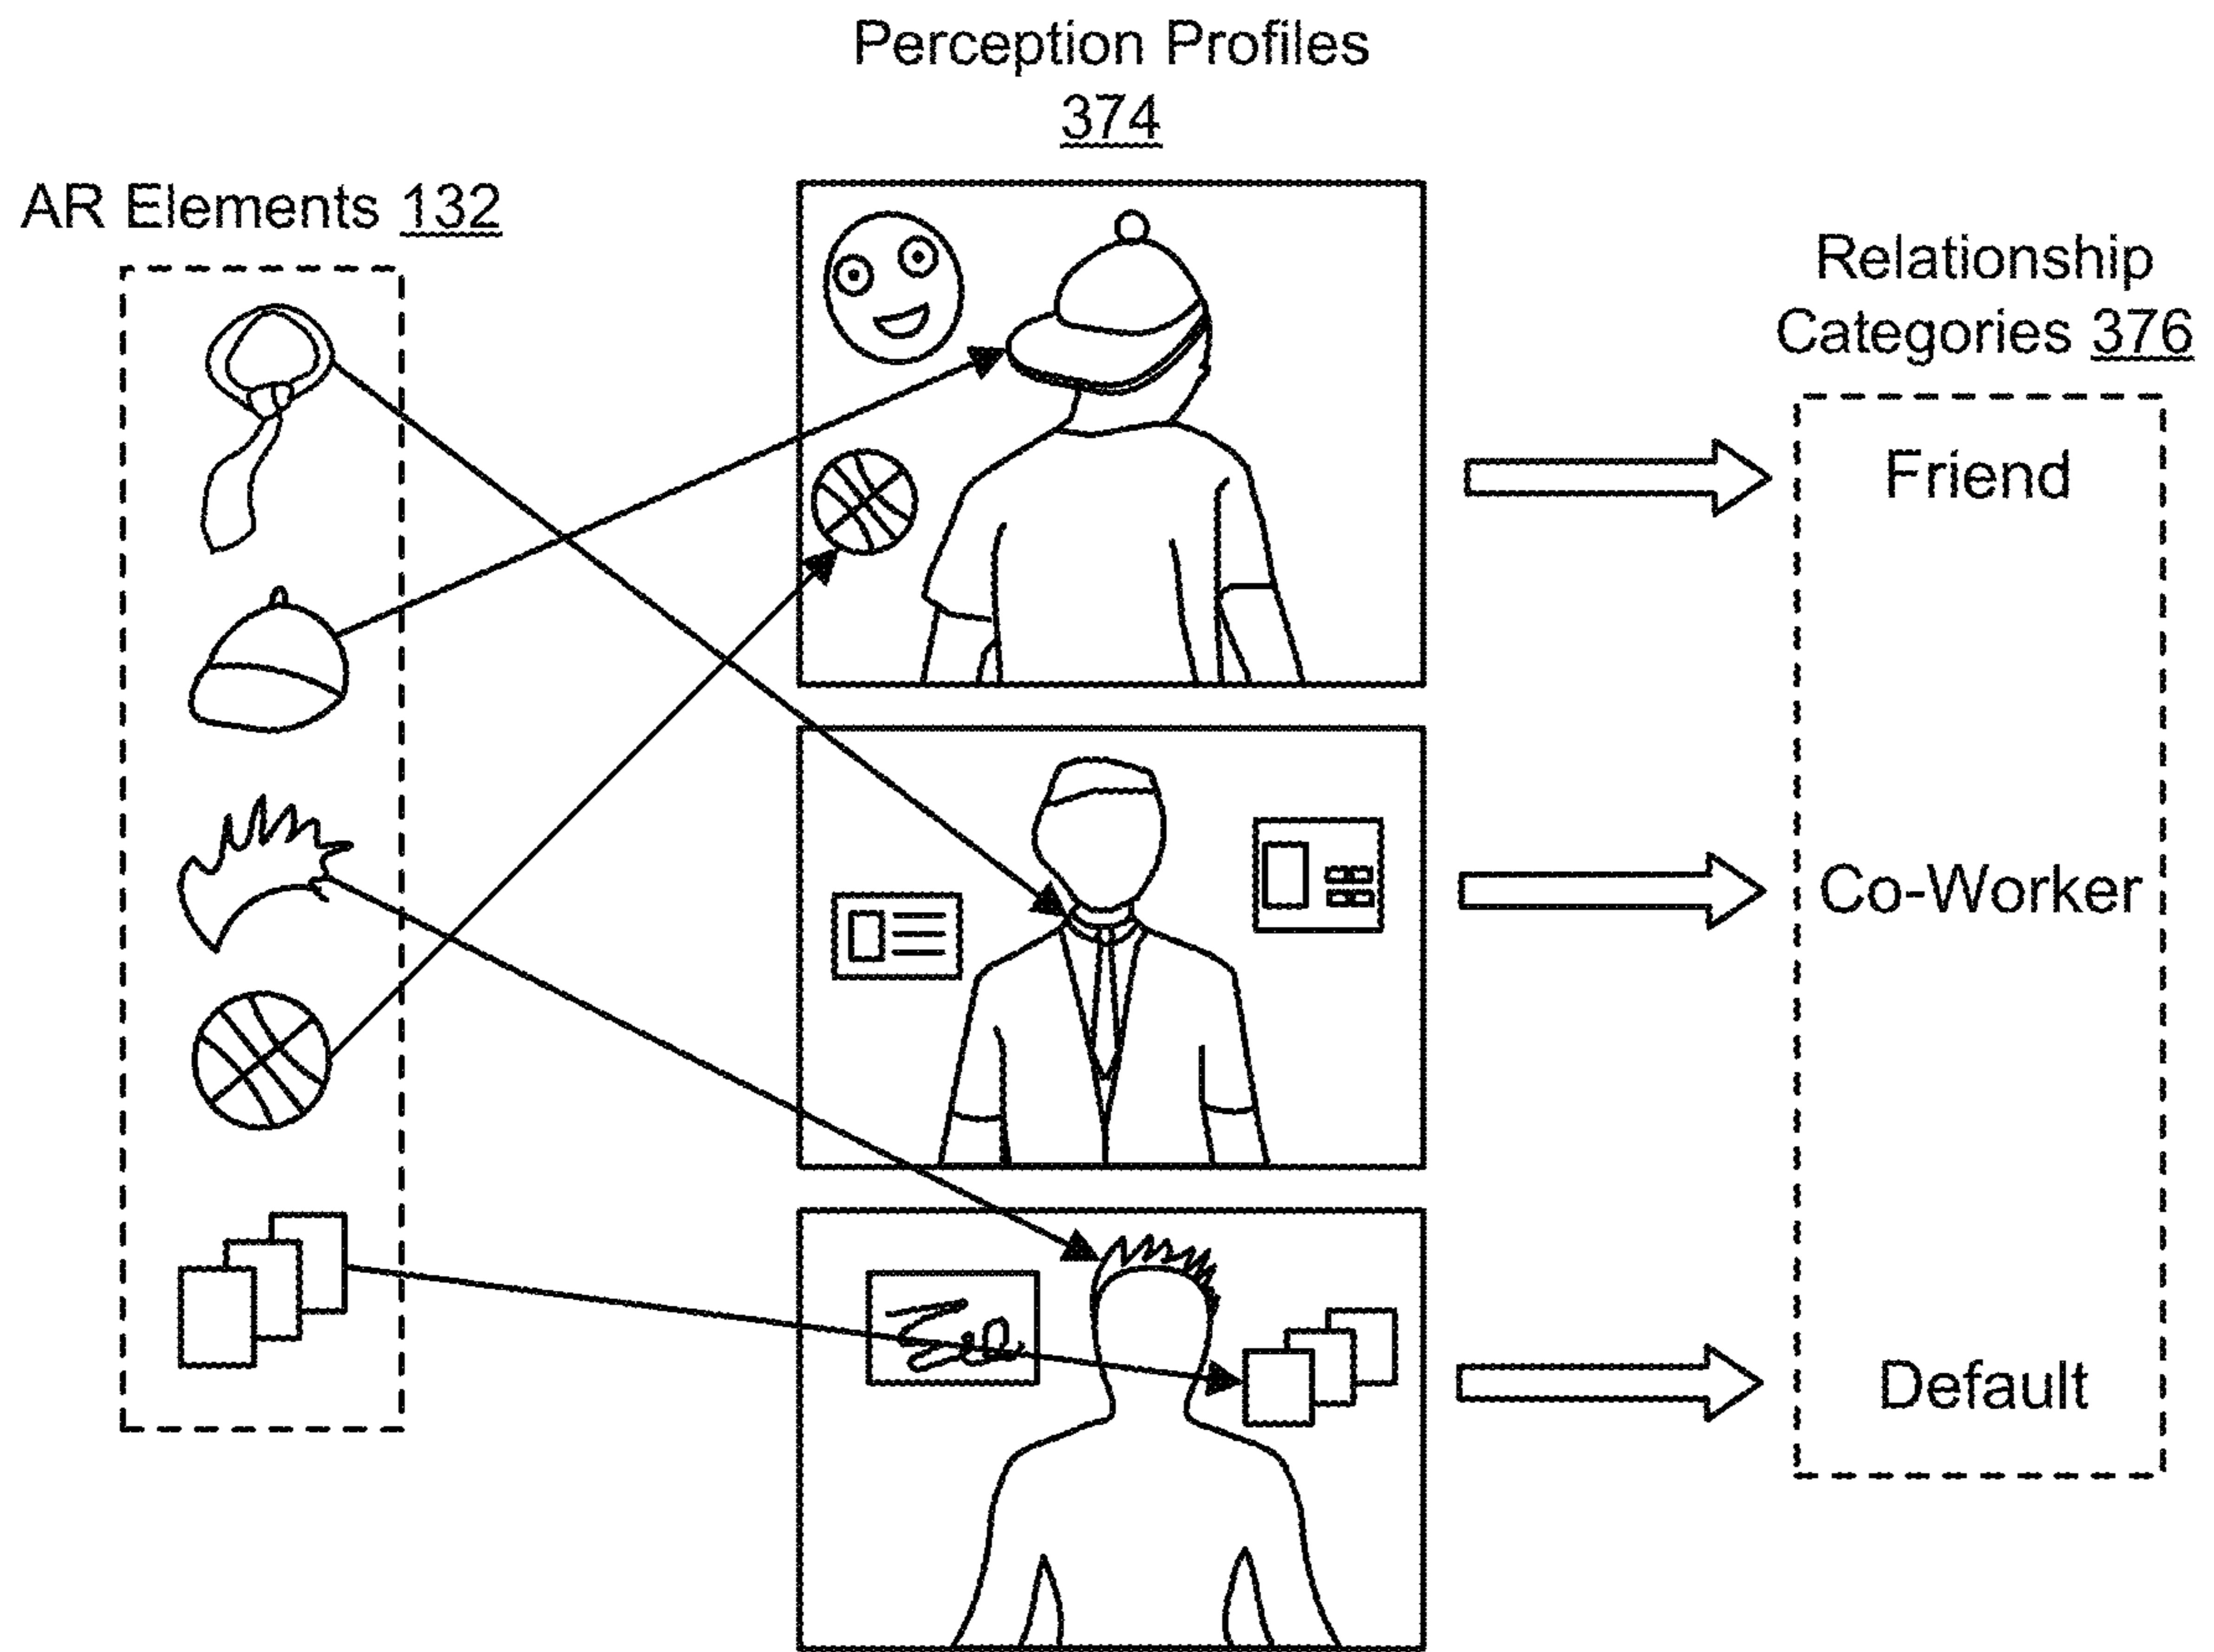 Perception Profiles
374
AR Elements 132
Relationship
Categories 376
Friend
Co-Worker
Default